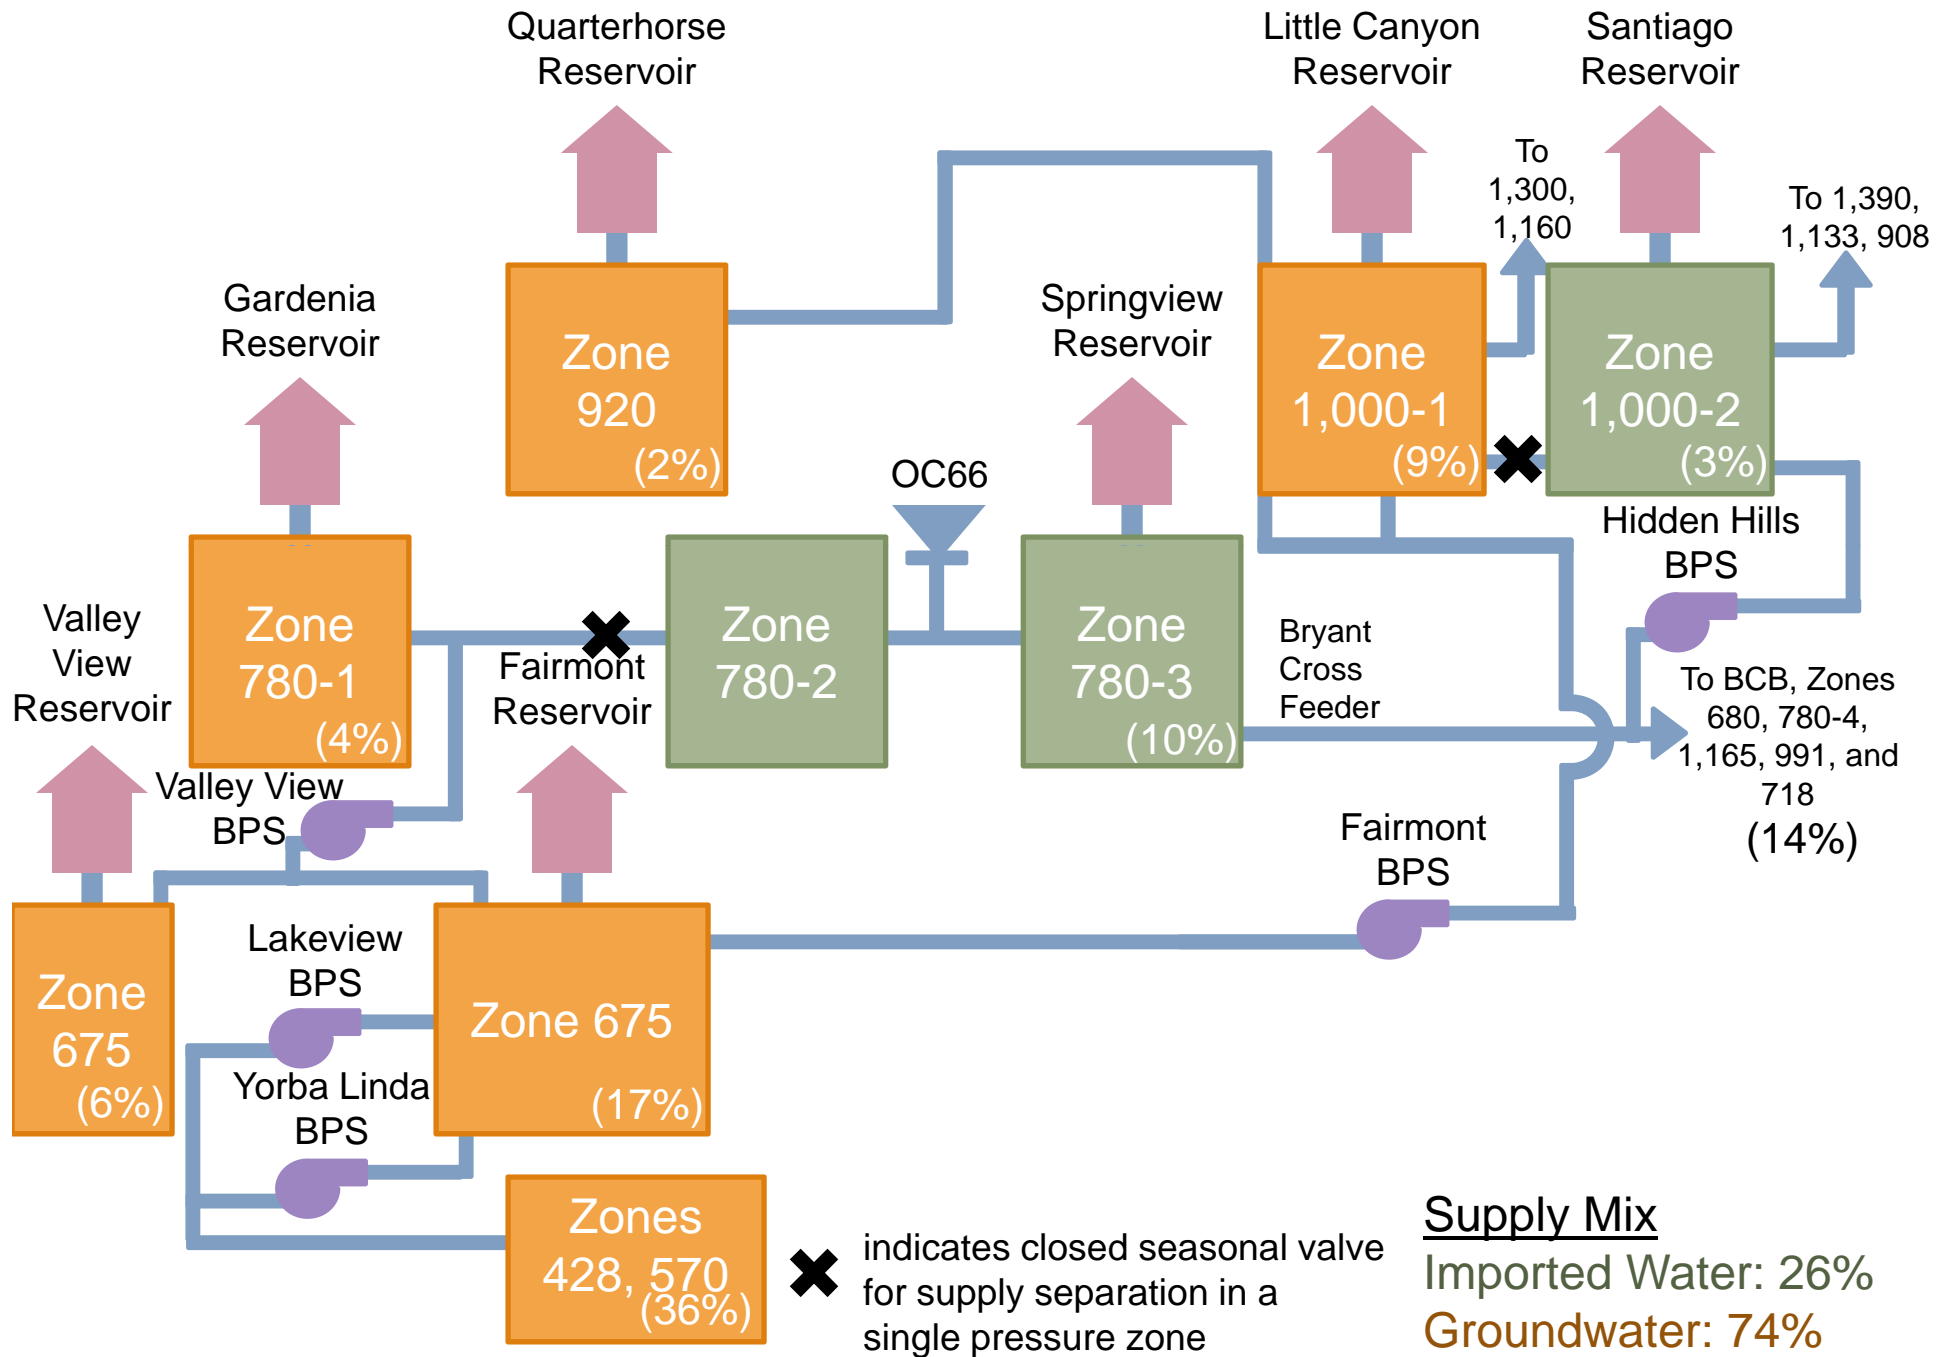 Quarterhorse
Reservoir
Little Canyon
Reservoir
Santiago
Reservoir
To
1,300,
1,160
To 1,390,
1,133, 908
Gardenia
Reservoir
Springview
Reservoir
Zone
920
(2%)
Zone
1,000-1
(9%)
Zone
1,000-2
(3%)
OC66
Hidden Hills
BPS
Valley
View
Reservoir
Zone
780-1
(4%)
Fairmont
Reservoir
Zone
780-2
Zone
780-3
(10%)
Bryant
Cross
Feeder
To BCB, Zones
680, 780-4,
1,165, 991, and
718
(14%)
Valley View
BPS
Fairmont
BPS
Zone
675
(6%)
Lakeview
BPS
Zone 675
(17%)
Yorba Linda
BPS
Zones
428, 570
(36%)
indicates closed seasonal valve
for supply separation in a
single pressure zone
Supply Mix
Imported Water: 26%
Groundwater: 74%